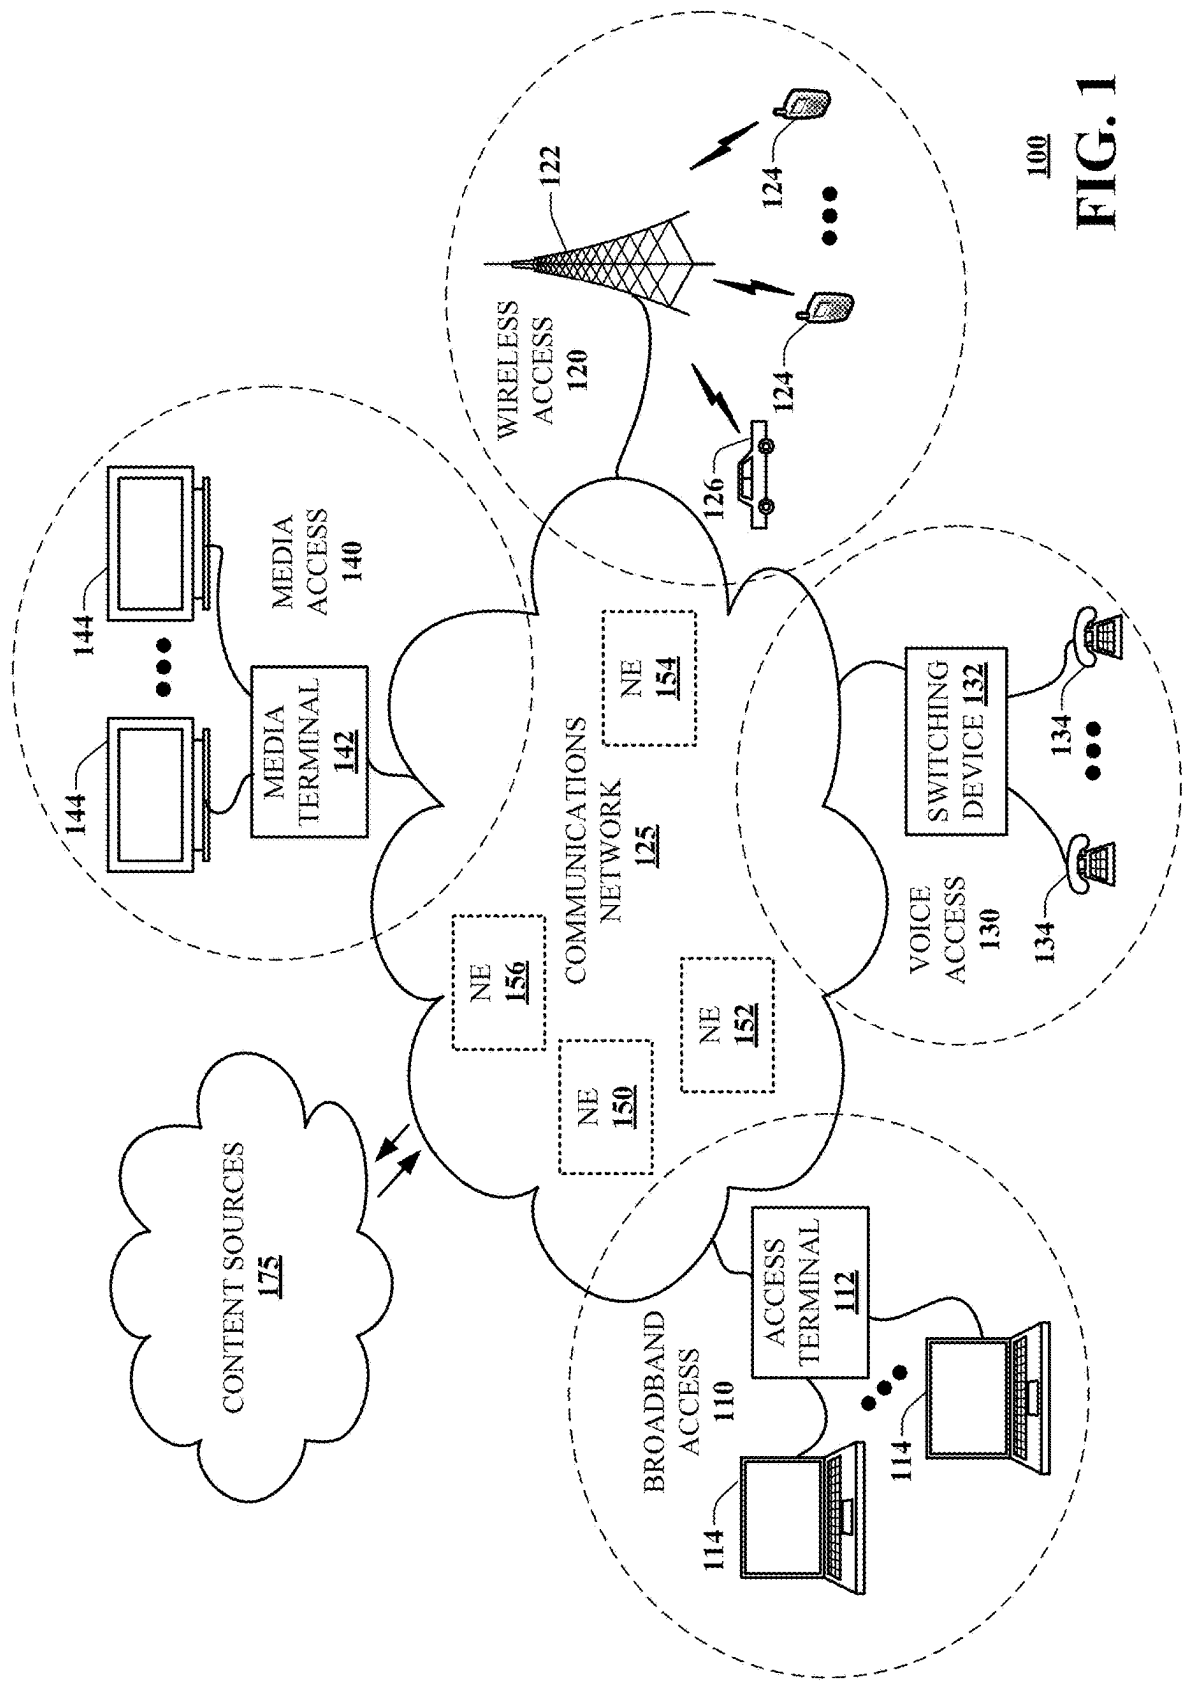 144
144
MEDIA
TERMINAL
142
MEDIA
ACCESS
140
CONTENT SOURCES
175
WIRELESS
ACCESS
120
122
124
124
126
NE
156
NE
150
NE
152
NE
154
COMMUNICATIONS
NETWORK
125
BROADBAND
ACCESS
110
ACCESS
TERMINAL
112
114
114
VOICE
ACCESS
130
SWITCHING
DEVICE 132
134
134
100
FIG. 1